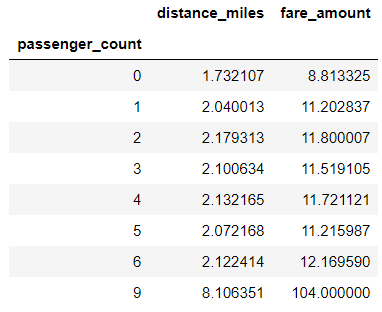 distance_miles fare_amount
passenger_count
0 1.732107 8.813325
1 2.040013 11.202837
2 2.179313 11.800007
3 2.100634 11.519105
4 2.132165 11.721121
5 2.072168 11.215987
6 2.122414 12.169590
9 8.106351 104.000000